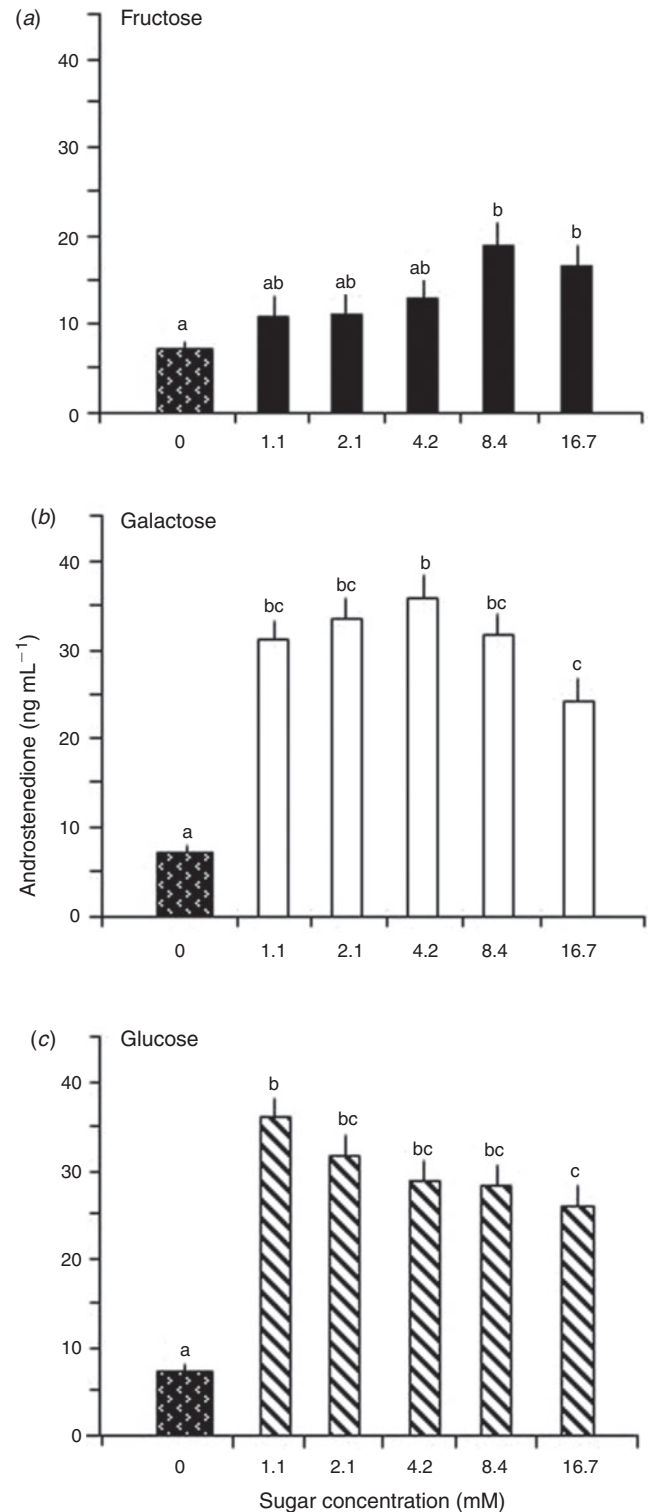 (a) Fructose
40
30
20
10
0
a
ab
ab
ab
b
b
0 1.1 2.1 4.2 8.4 16.7
(b) Galactose
40
30
20
10
0
a
bc
bc
b
bc
c
0 1.1 2.1 4.2 8.4 16.7
Androstenedione (ng mL−1)
(c) Glucose
40
30
20
10
0
a
b
bc
bc
bc
c
0 1.1 2.1 4.2 8.4 16.7
Sugar concentration (mM)